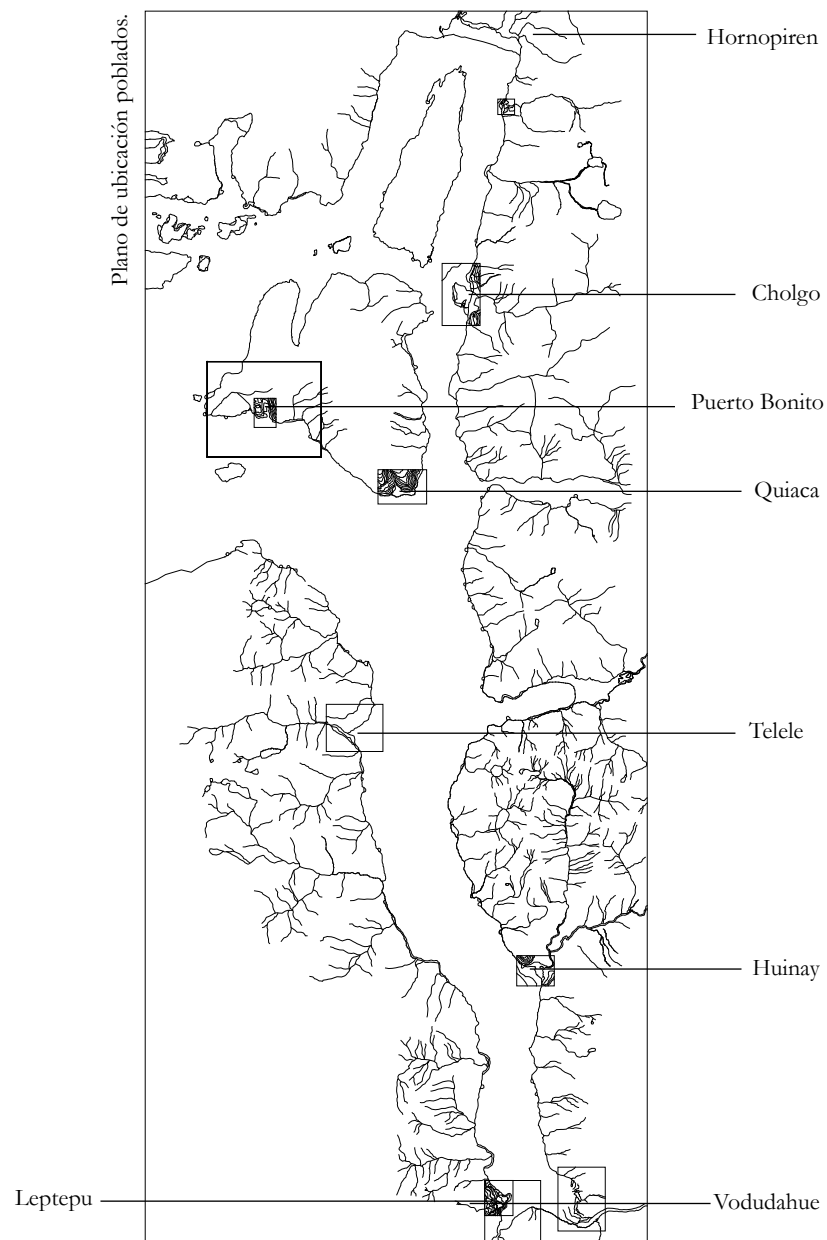 Plano de ubicación poblados.
Hornopiren
Cholgo
Puerto Bonito
Quiaca
Telele
Huinay
Leptepu
Vodudahue